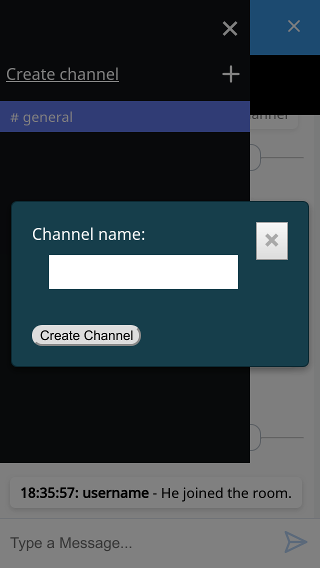 Create channel
# general
Channel name:
Create Channel
18:35:57: username - He joined the room.
Type a Message...